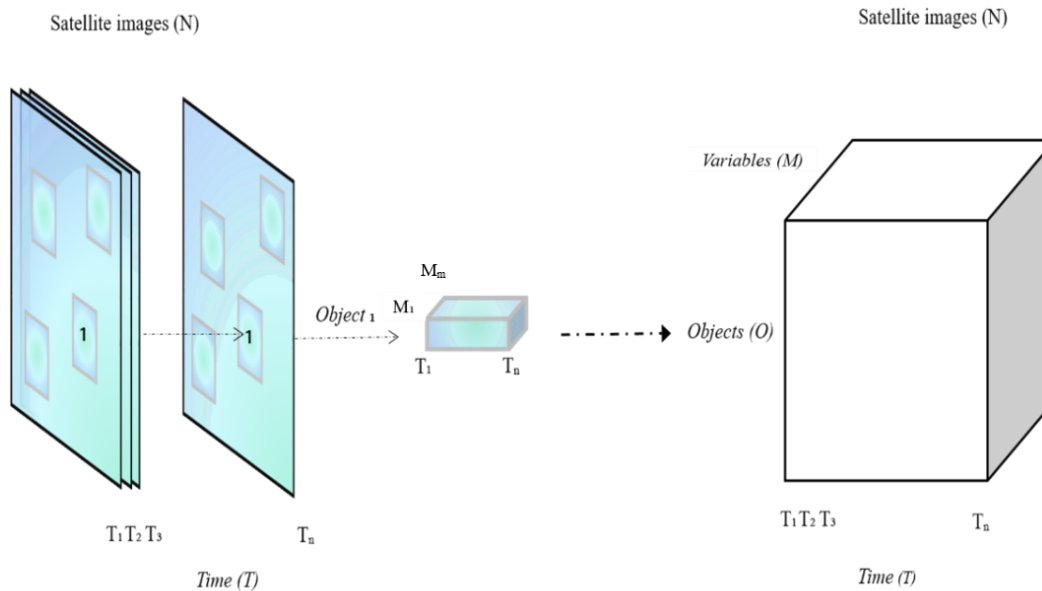 Satellite images (N)
Satellite images (N)
Variables (M)
Mₘ
M₁
Object ₁
1
1
Objects (O)
T₁ Tₙ
T₁ T₂ T₃ Tₙ
T₁ T₂ T₃ Tₙ
Time (T)
Time (T)